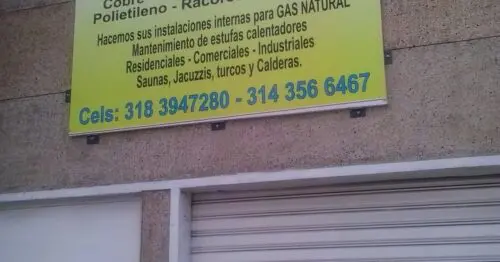 Cobre
Polietileno - Racor
Hacemos sus instalaciones internas para GAS NATURAL
Mantenimiento de estufas calentadores
Residenciales - Comerciales - Industriales
Saunas, Jacuzzis, turcos y Calderas.
Cels: 318 3947280 - 314 356 6467